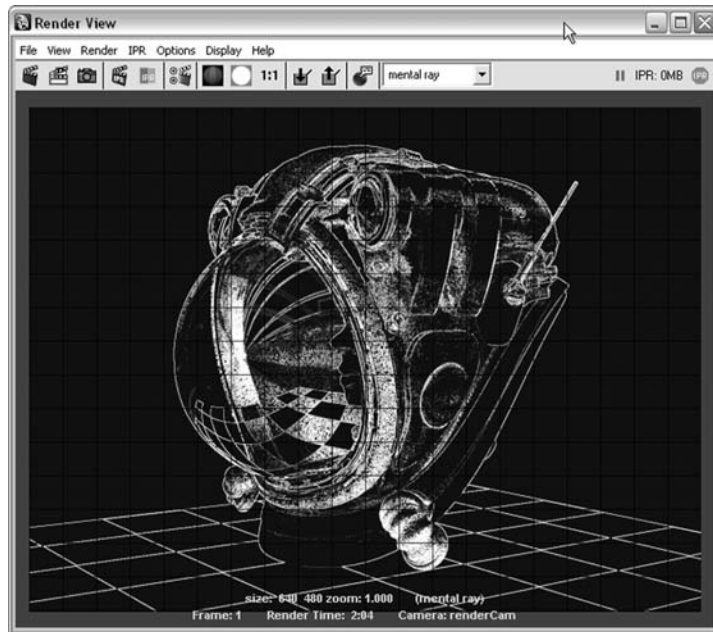 Render View
File View Render IPR Options Display Help
1:1 mental ray IPR: 0MB IPR
size: 640 480 zoom: 1.000 (mental ray)
Frame: 1 Render Time: 2:04 Camera: renderCam